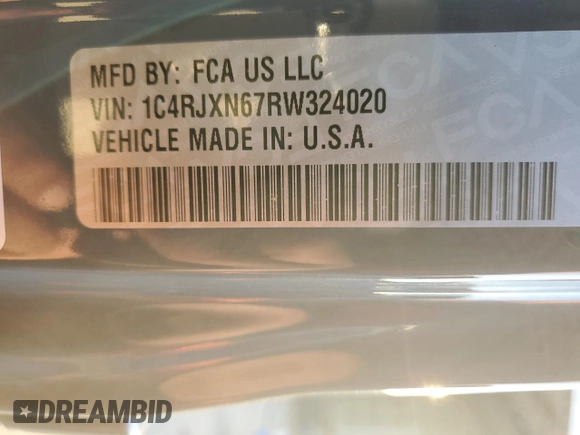 MFD BY: FCA US LLC
VIN: 1C4RJXN67RW324020
VEHICLE MADE IN: U.S.A.
DREAMBID